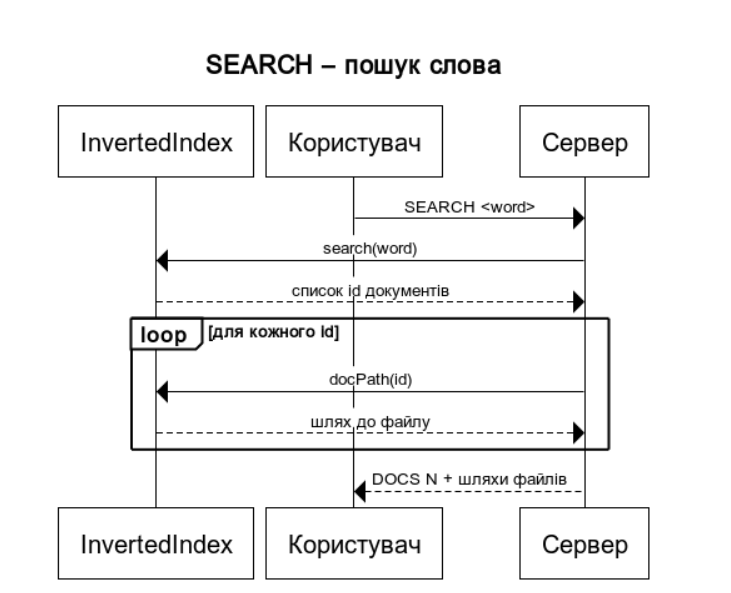 SEARCH – пошук слова
InvertedIndex
Користувач
Сервер
SEARCH <word>
search(word)
список id документів
loop
[для кожного id]
docPath(id)
шлях до файлу
DOCS N + шляхи файлів
InvertedIndex
Користувач
Сервер